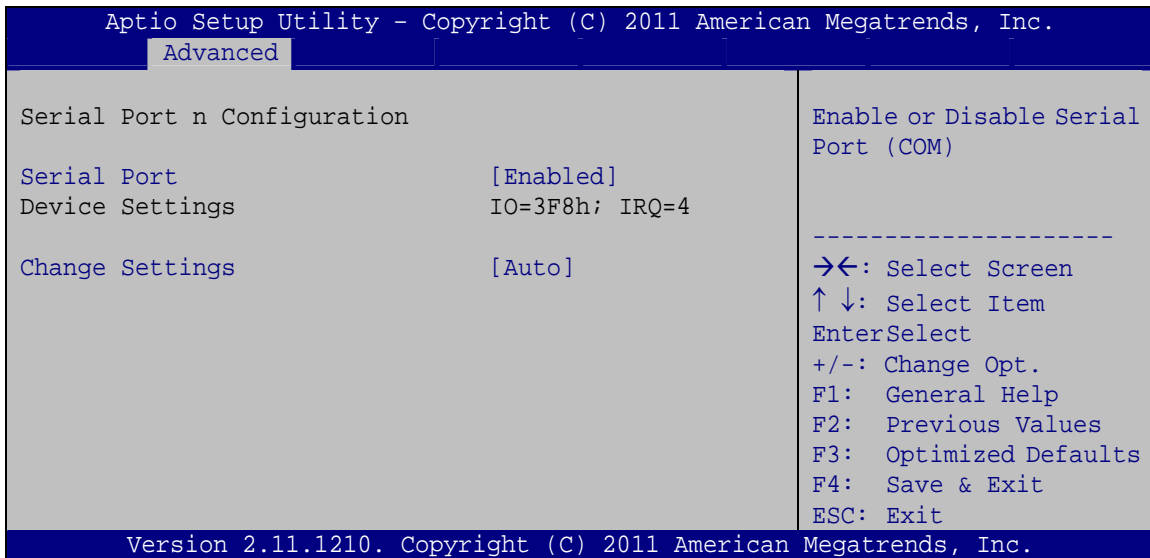 Aptio Setup Utility – Copyright (C) 2011 American Megatrends, Inc.
Advanced
Serial Port n Configuration
Serial Port [Enabled]
Device Settings IO=3F8h; IRQ=4
Change Settings [Auto]
Enable or Disable Serial
Port (COM)
---------------------
→←: Select Screen
↑ ↓: Select Item
EnterSelect
+/-: Change Opt.
F1: General Help
F2: Previous Values
F3: Optimized Defaults
F4: Save & Exit
ESC: Exit
Version 2.11.1210. Copyright (C) 2011 American Megatrends, Inc.